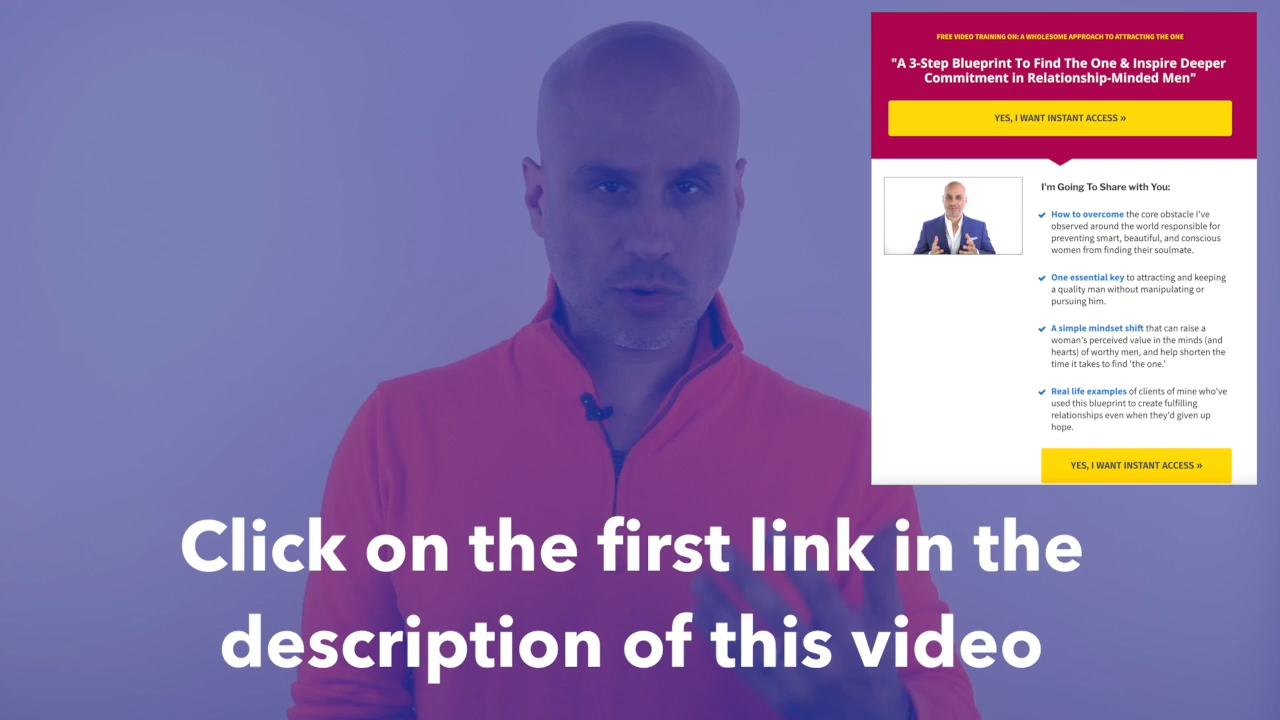 FREE VIDEO TRAINING ON: A WHOLESOME APPROACH TO ATTRACTING THE ONE
"A 3-Step Blueprint To Find The One & Inspire Deeper
Commitment in Relationship-Minded Men"
YES, I WANT INSTANT ACCESS »
I'm Going To Share with You:
How to overcome the core obstacle I've
observed around the world responsible for
preventing smart, beautiful, and conscious
women from finding their soulmate.
One essential key to attracting and keeping
a quality man without manipulating or
pursuing him.
A simple mindset shift that can raise a
woman's perceived value in the minds (and
hearts) of worthy men, and help shorten the
time it takes to find 'the one.'
Real life examples of clients of mine who've
used this blueprint to create fulfilling
relationships even when they'd given up
hope.
YES, I WANT INSTANT ACCESS »
Click on the first link in the
description of this video